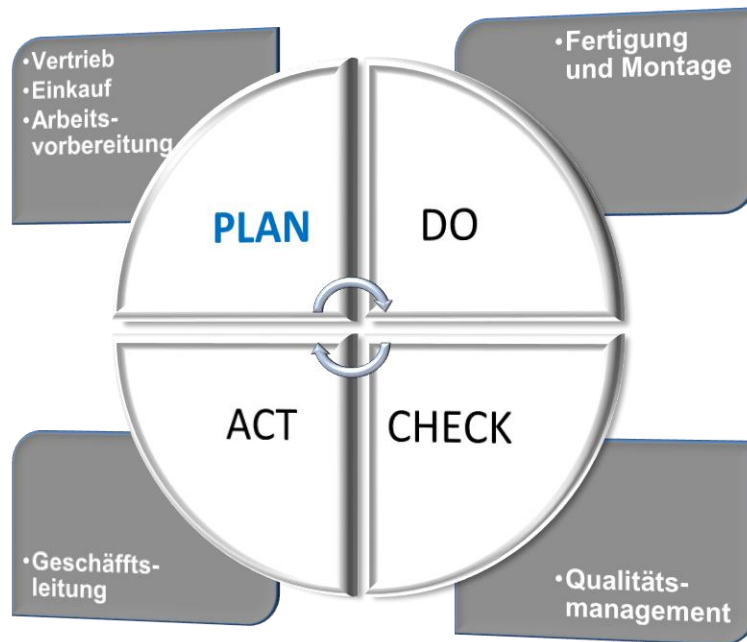 •Vertrieb
•Einkauf
•Arbeits-
vorbereitung
•Fertigung
und Montage
PLAN
DO
ACT
CHECK
•Geschäffts-
leitung
•Qualitäts-
management